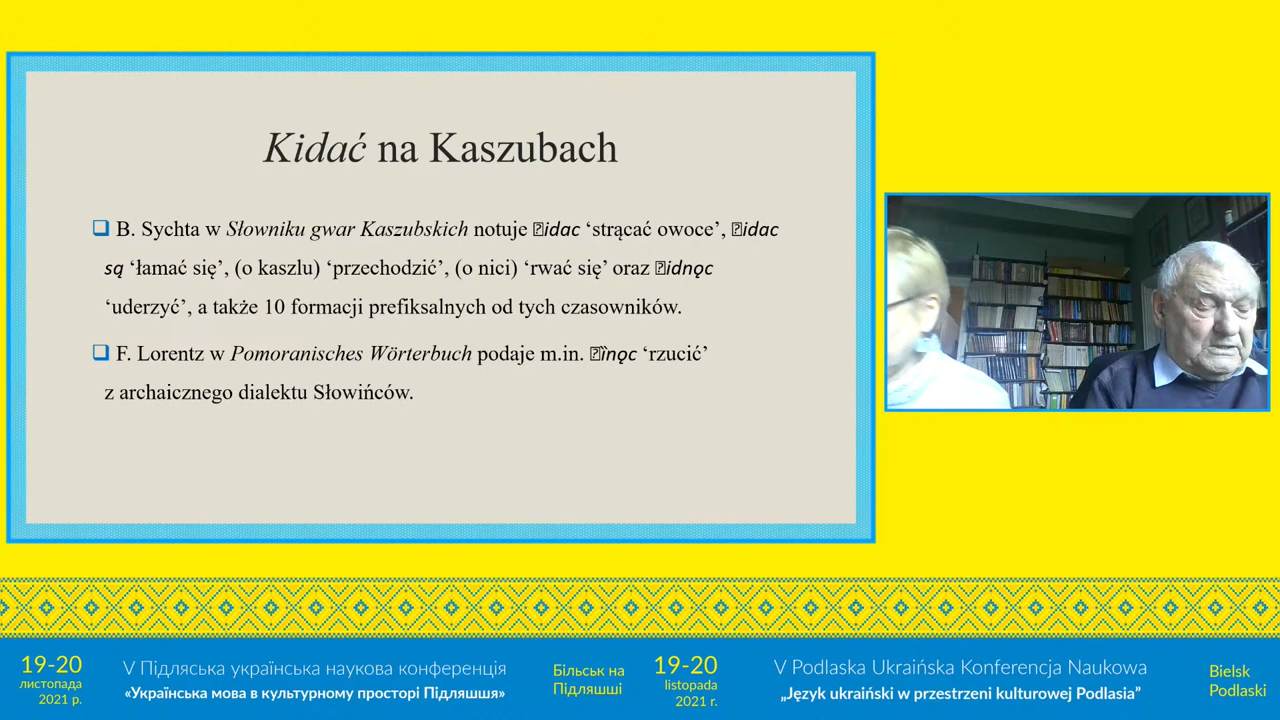 Kidać na Kaszubach
B. Sychta w Słowniku gwar Kaszubskich notuje idac ‘strącać owoce’, idac
są ‘łamać się’, (o kaszlu) ‘przechodzić’, (o nici) ‘rwać się’ oraz idnǫc
‘uderzyć’, a także 10 formacji prefiksalnych od tych czasowników.
F. Lorentz w Pomoranisches Wörterbuch podaje m.in. ĩnǫc ‘rzucić’
z archaicznego dialektu Słowińców.
19-20
листопада
2021 р.
V Підляська українська наукова конференція
«Українська мова в культурному просторі Підляшшя»
Більськ на
Підляшші
19-20
listopada
2021 r.
V Podlaska Ukraińska Konferencja Naukowa
„Język ukraiński w przestrzeni kulturowej Podlasia”
Bielsk
Podlaski